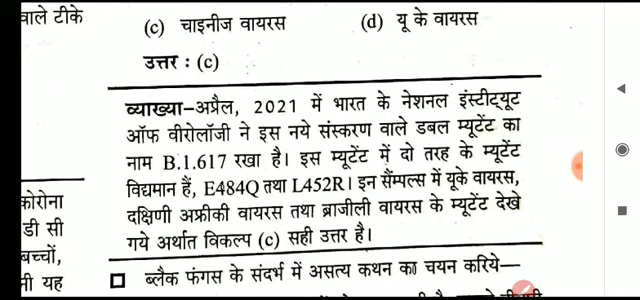 वाले टीके
(c) चाइनीज वायरस (d) यू के वायरस
उत्तर : (c)
व्याख्या–अप्रैल, 2021 में भारत के नेशनल इंस्टीट्यूट
ऑफ वीरोलॉजी ने इस नये संस्करण वाले डबल म्यूटेंट का
नाम B.1.617 रखा है। इस म्यूटेंट में दो तरह के म्यूटेंट
विद्यमान हैं, E484Q तथा L452R। इन सैंम्पल्स में यूके वायरस,
दक्षिणी अफ्रीकी वायरस तथा ब्राजीली वायरस के म्यूटेंट देखे
गये अर्थात विकल्प (c) सही उत्तर है।
कोरोना
डी सी
बच्चों,
यह
ब्लैक फंगस के संदर्भ में असत्य कथन का चयन करिये—